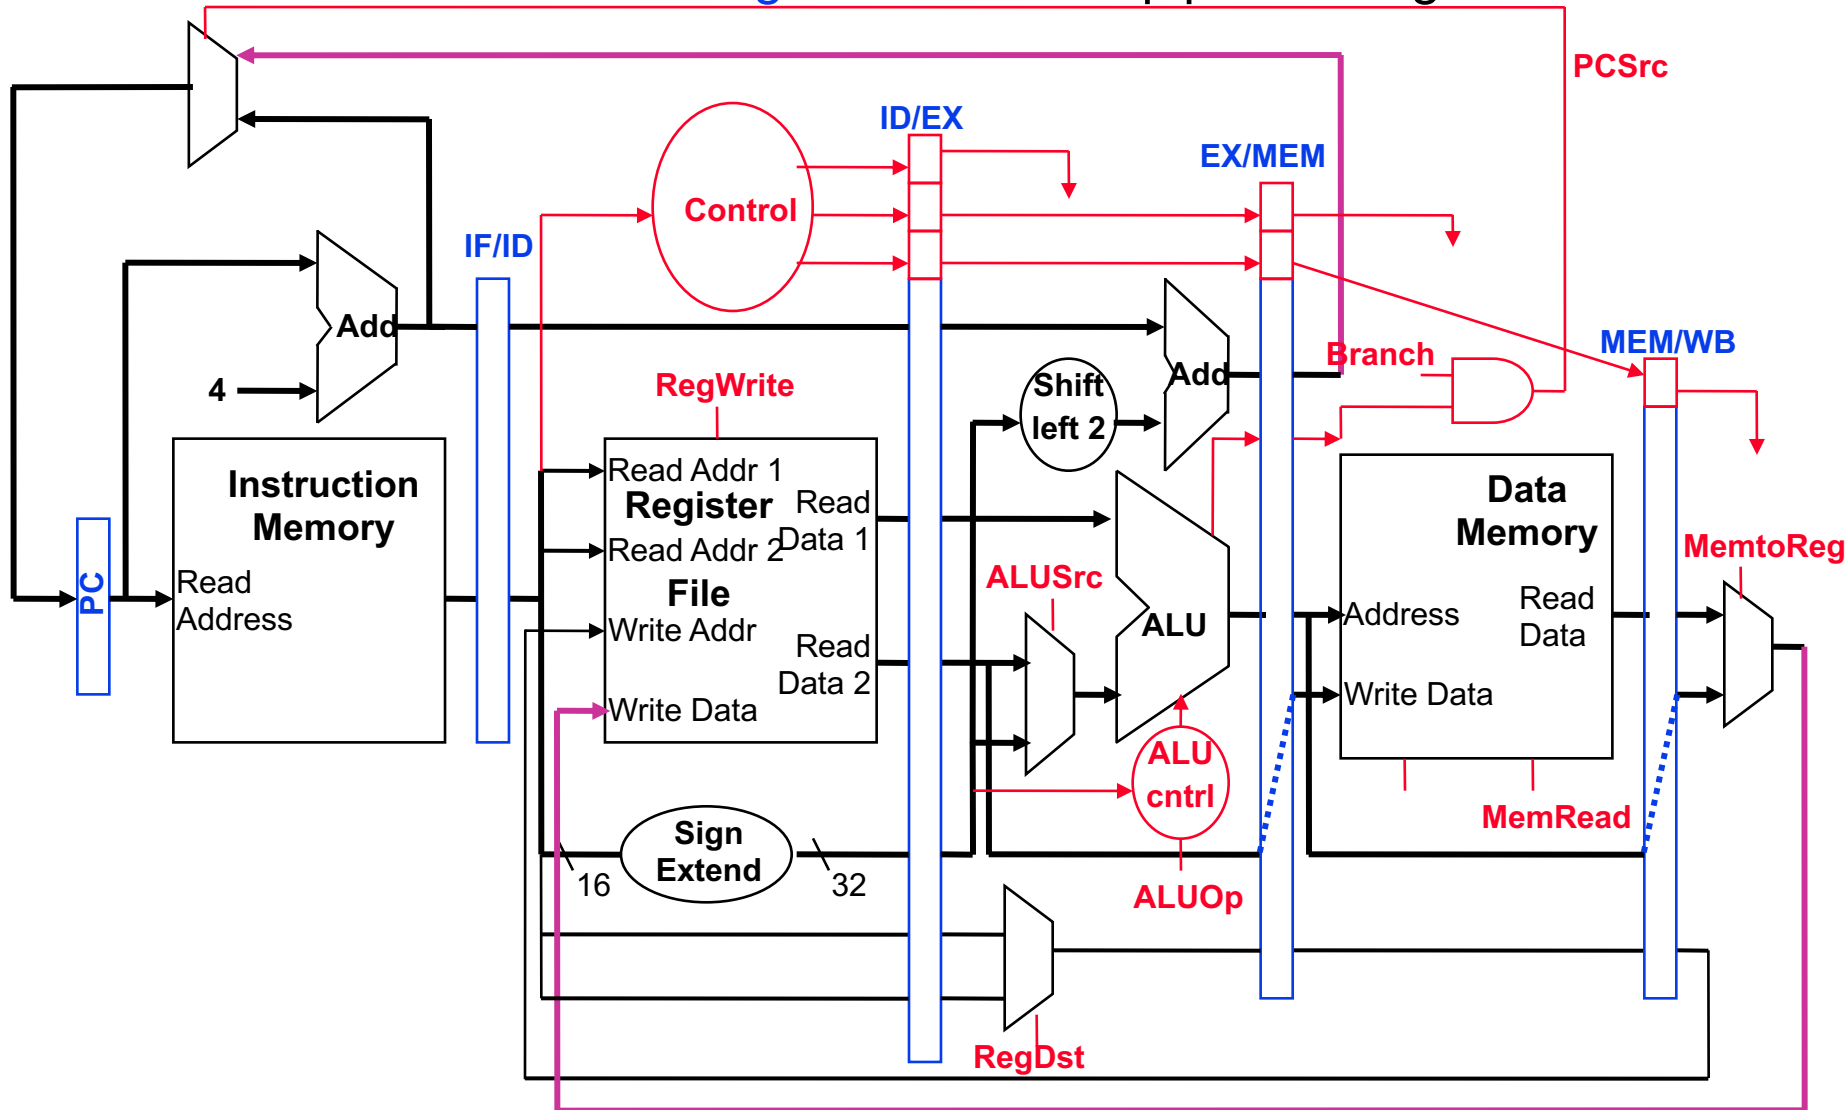 PCSrc
ID/EX
EX/MEM
Control
IF/ID
Add
4
RegWrite
Shift
left 2
Add
Branch
MEM/WB
Instruction
Memory
Read
Address
PC
Read Addr 1
Register
Read
Data 1
Read Addr 2
File
Write Addr
Read
Data 2
Write Data
ALUSrc
ALU
ALU
cntrl
ALUOp
Data
Memory
Address
Read
Data
Write Data
MemRead
MemtoReg
Sign
Extend
16
32
RegDst